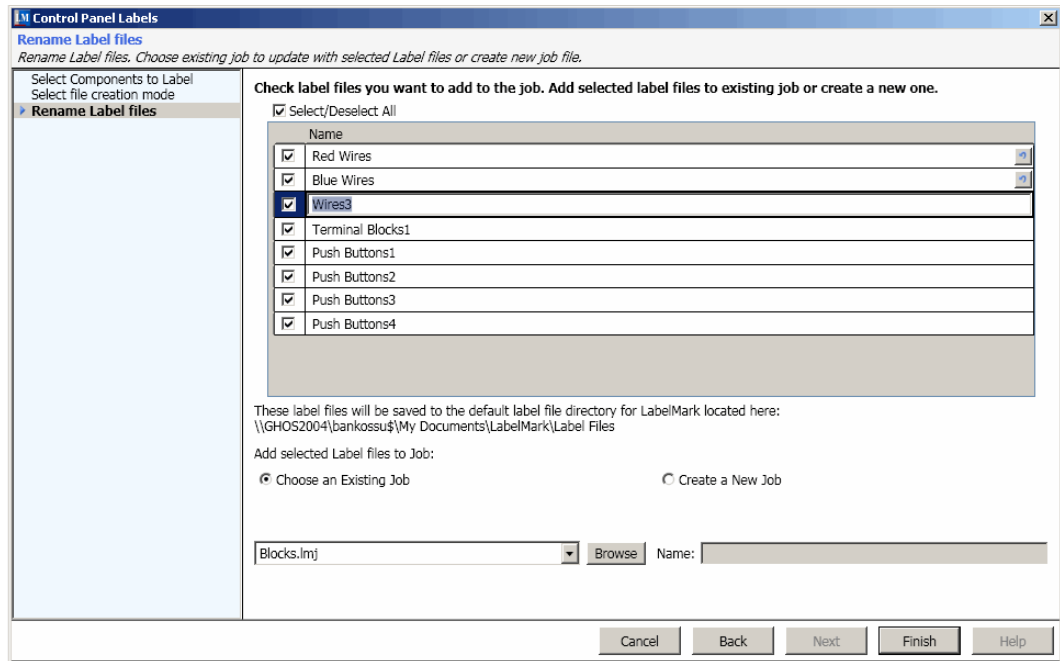 LM Control Panel Labels
Rename Label files
Rename Label files. Choose existing job to update with selected Label files or create new job file.
Select Components to Label
Select file creation mode
Rename Label files
Check label files you want to add to the job. Add selected label files to existing job or create a new one.
Select/Deselect All
Name
Red Wires
Blue Wires
Wires3
Terminal Blocks1
Push Buttons1
Push Buttons2
Push Buttons3
Push Buttons4
These label files will be saved to the default label file directory for LabelMark located here:
\\GHOS2004\bankossu$\My Documents\LabelMark\Label Files
Add selected Label files to Job:
Choose an Existing Job Create a New Job
Blocks.lmj Browse Name:
Cancel Back Next Finish Help